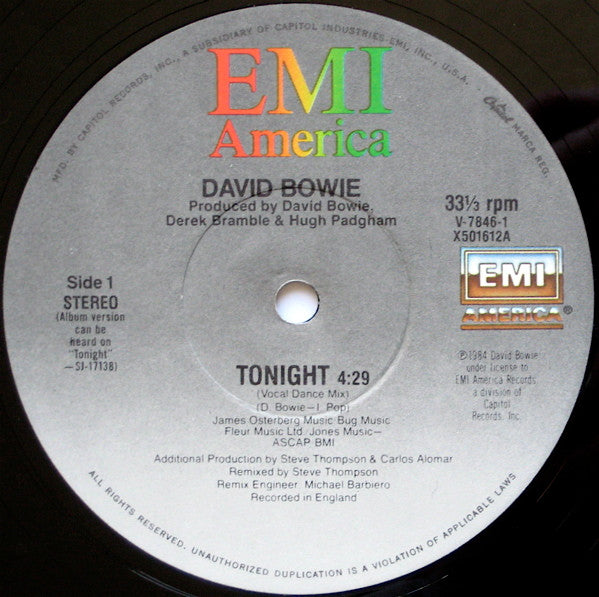 MFD. BY CAPITOL RECORDS, INC., A SUBSIDIARY OF CAPITOL INDUSTRIES-EMI, INC., U.S.A.
Capitol MARCA REG.
EMI
America
DAVID BOWIE
Produced by David Bowie,
Derek Bramble & Hugh Padgham
33⅓ rpm
V-7846-1
X501612A
EMI
AMERICA®
Side 1
STEREO
(Album version
can be
heard on
"Tonight"
—SJ-17138)
℗1984 David Bowie
under license to
EMI America Records,
a division of
Capitol
Records, Inc.
TONIGHT 4:29
(Vocal Dance Mix)
(D. Bowie—I. Pop)
James Osterberg Music/Bug Music
Fleur Music Ltd./Jones Music—
ASCAP BMI
Additional Production by Steve Thompson & Carlos Alomar
Remixed by Steve Thompson
Remix Engineer: Michael Barbiero
Recorded in England
ALL RIGHTS RESERVED. UNAUTHORIZED DUPLICATION IS A VIOLATION OF APPLICABLE LAWS